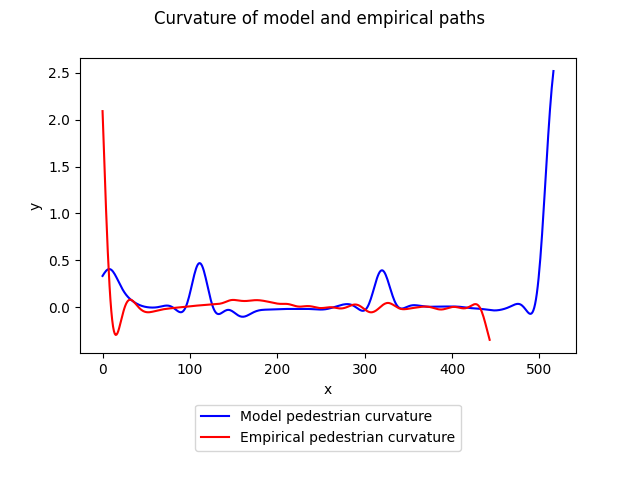 Curvature of model and empirical paths
2.5
2.0
1.5
1.0
0.5
0.0
y
0 100 200 300 400 500
x
Model pedestrian curvature
Empirical pedestrian curvature